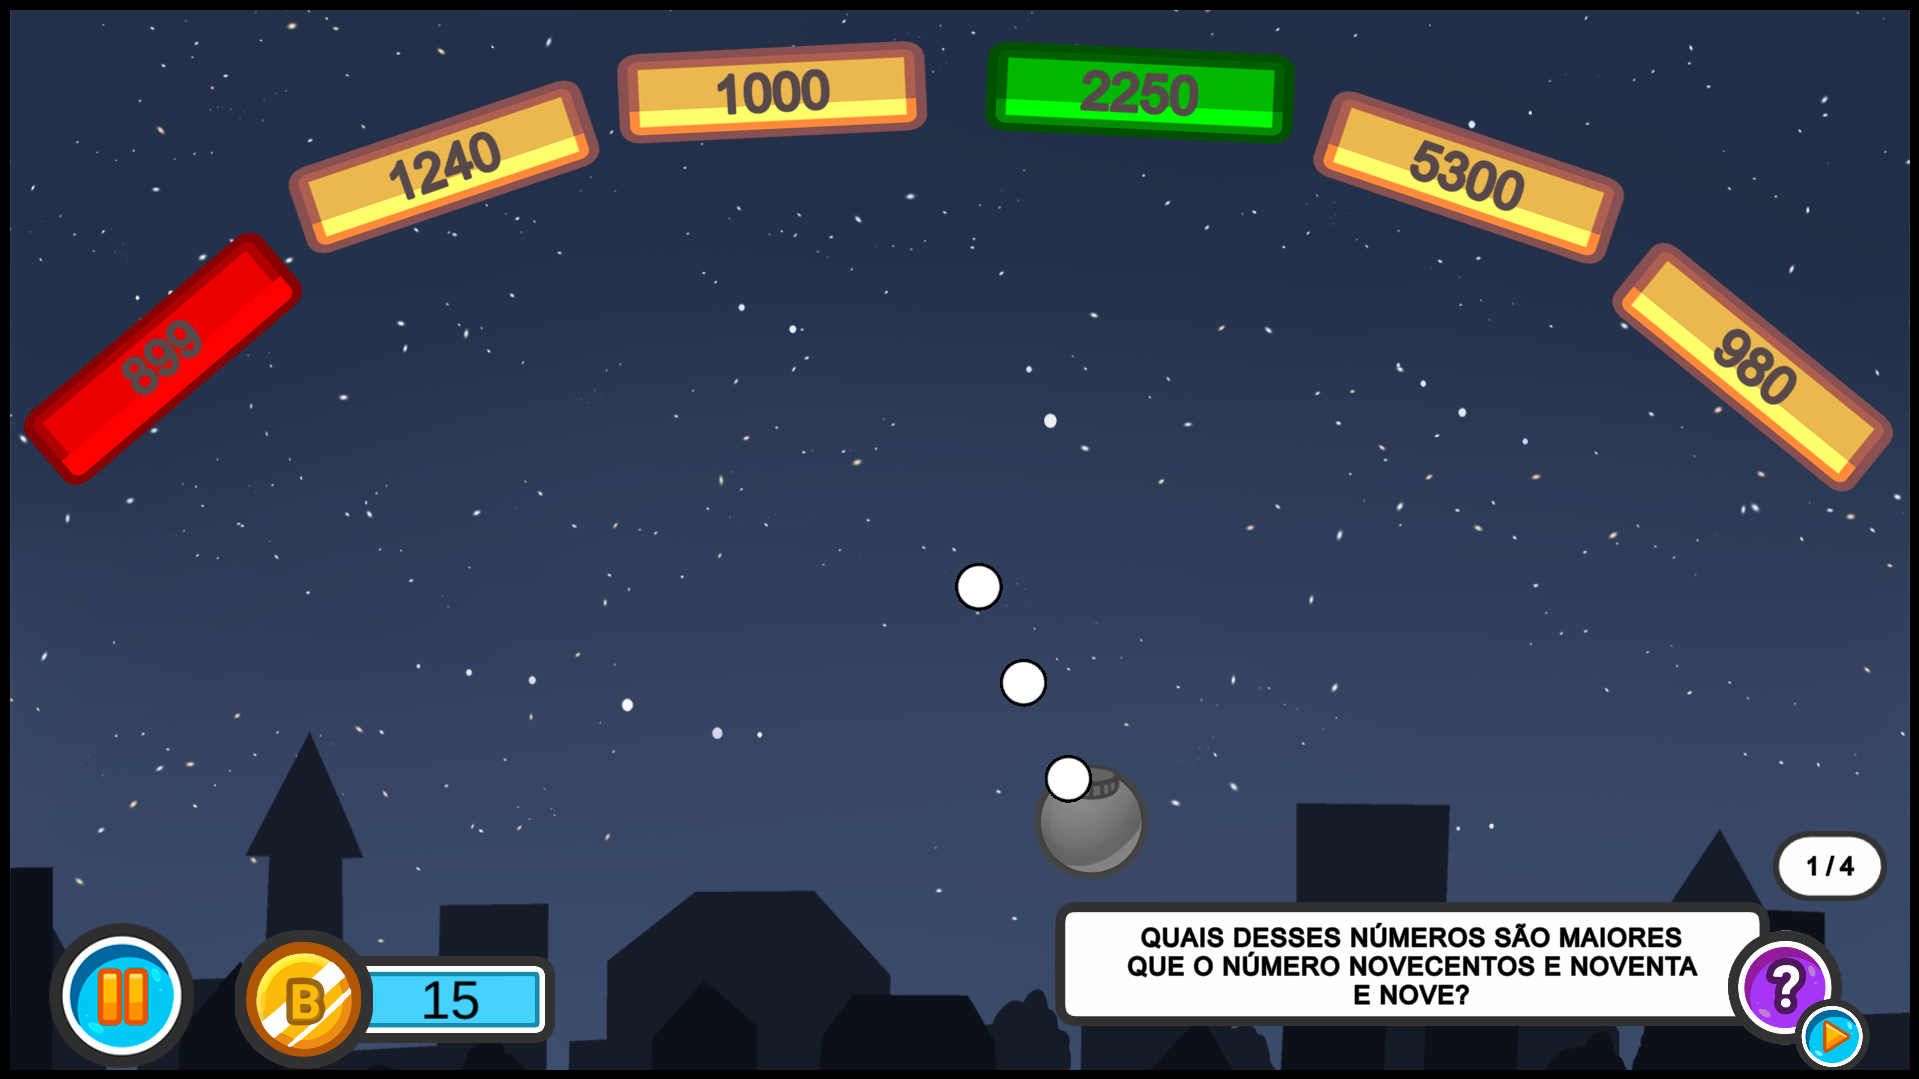 1000
2250
1240
5300
899
980
1 / 4
QUAIS DESSES NÚMEROS SÃO MAIORES
QUE O NÚMERO NOVECENTOS E NOVENTA
E NOVE?
B
15
?